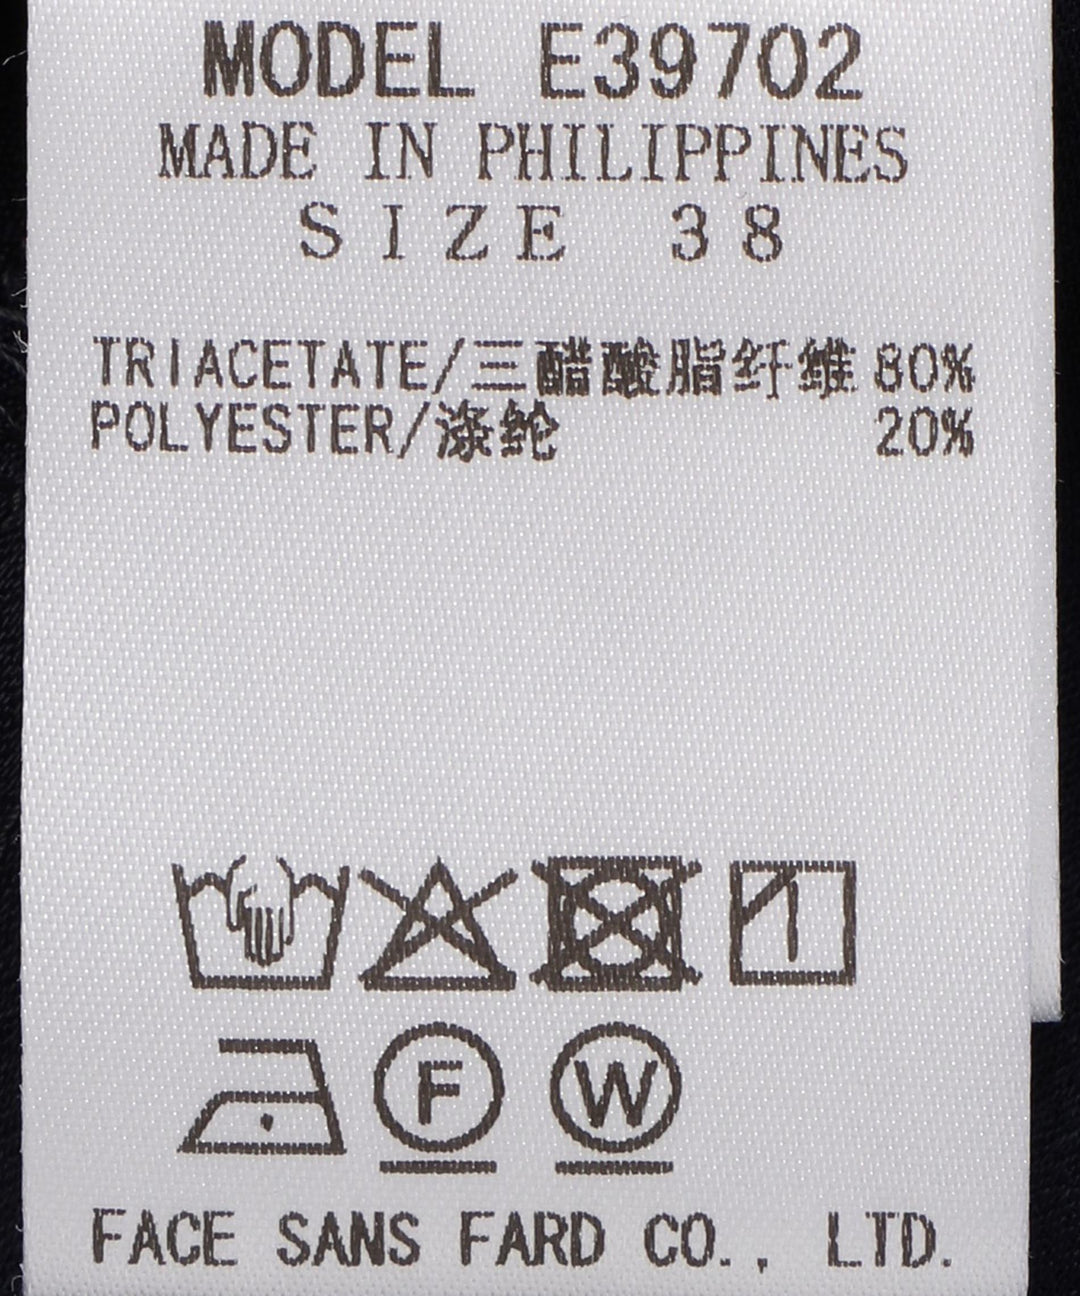 MODEL E39702
MADE IN PHILIPPINES
SIZE 38
TRIACETATE/三醋酸脂纤维 80%
POLYESTER/涤纶 20%
F W
FACE SANS FARD CO., LTD.